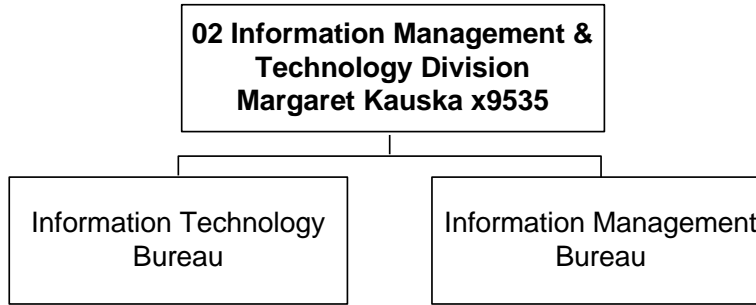 02 Information Management &
Technology Division
Margaret Kauska x9535
Information Technology
Bureau
Information Management
Bureau